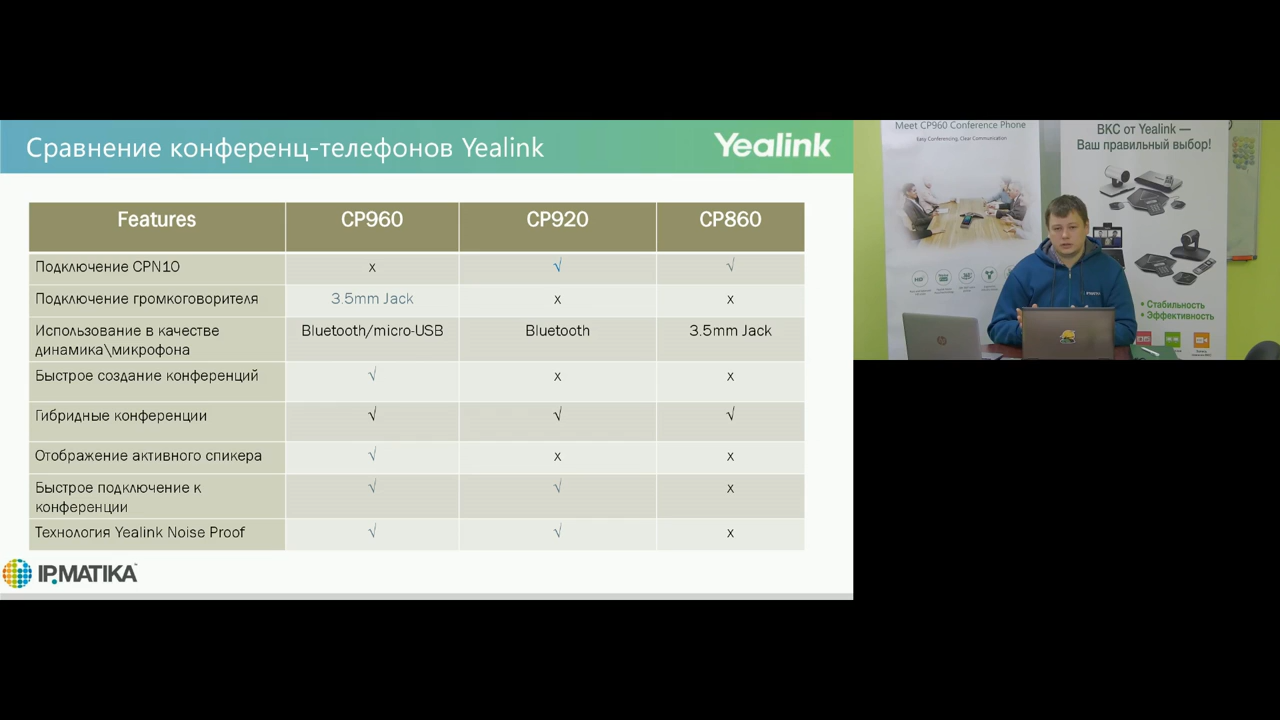 Сравнение конференц-телефонов Yealink
Yealink
Features CP960 CP920 CP860
Подключение CPN10 x √ √
Подключение громкоговорителя 3.5mm Jack x x
Использование в качестве динамика\микрофона Bluetooth/micro-USB Bluetooth 3.5mm Jack
Быстрое создание конференций √ x x
Гибридные конференции √ √ √
Отображение активного спикера √ x x
Быстрое подключение к конференции √ √ x
Технология Yealink Noise Proof √ √ x
IPMATIKA
Meet CP960 Conference Phone
Easy Conferencing, Clear Communication
ВКС от Yealink —
Ваш правильный выбор!
• Стабильность
• Эффективность
hp